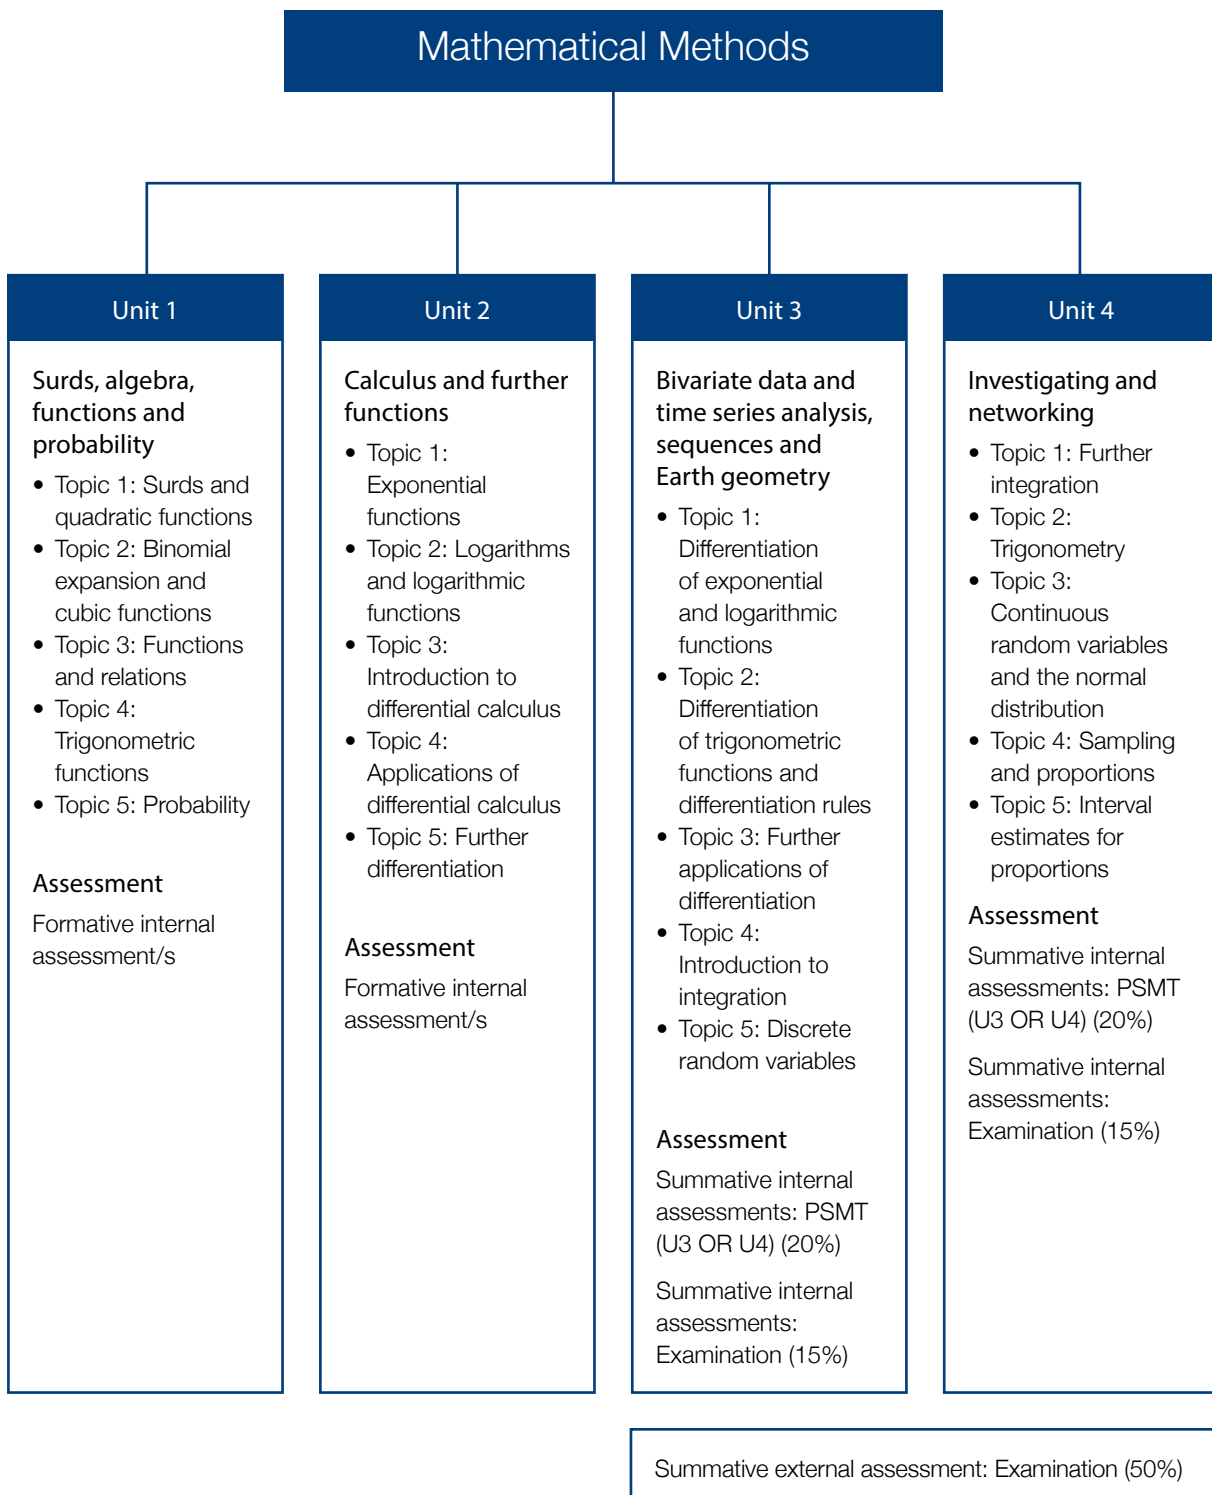 Mathematical Methods
Unit 1
Surds, algebra,
functions and
probability
• Topic 1: Surds and
quadratic functions
• Topic 2: Binomial
expansion and
cubic functions
• Topic 3: Functions
and relations
• Topic 4:
Trigonometric
functions
• Topic 5: Probability
Assessment
Formative internal
assessment/s
Unit 2
Calculus and further
functions
• Topic 1:
Exponential
functions
• Topic 2: Logarithms
and logarithmic
functions
• Topic 3:
Introduction to
differential calculus
• Topic 4:
Applications of
differential calculus
• Topic 5: Further
differentiation
Assessment
Formative internal
assessment/s
Unit 3
Bivariate data and
time series analysis,
sequences and
Earth geometry
• Topic 1:
Differentiation
of exponential
and logarithmic
functions
• Topic 2:
Differentiation
of trigonometric
functions and
differentiation rules
• Topic 3: Further
applications of
differentiation
• Topic 4:
Introduction to
integration
• Topic 5: Discrete
random variables
Assessment
Summative internal
assessments: PSMT
(U3 OR U4) (20%)
Summative internal
assessments:
Examination (15%)
Unit 4
Investigating and
networking
• Topic 1: Further
integration
• Topic 2:
Trigonometry
• Topic 3:
Continuous
random variables
and the normal
distribution
• Topic 4: Sampling
and proportions
• Topic 5: Interval
estimates for
proportions
Assessment
Summative internal
assessments: PSMT
(U3 OR U4) (20%)
Summative internal
assessments:
Examination (15%)
Summative external assessment: Examination (50%)